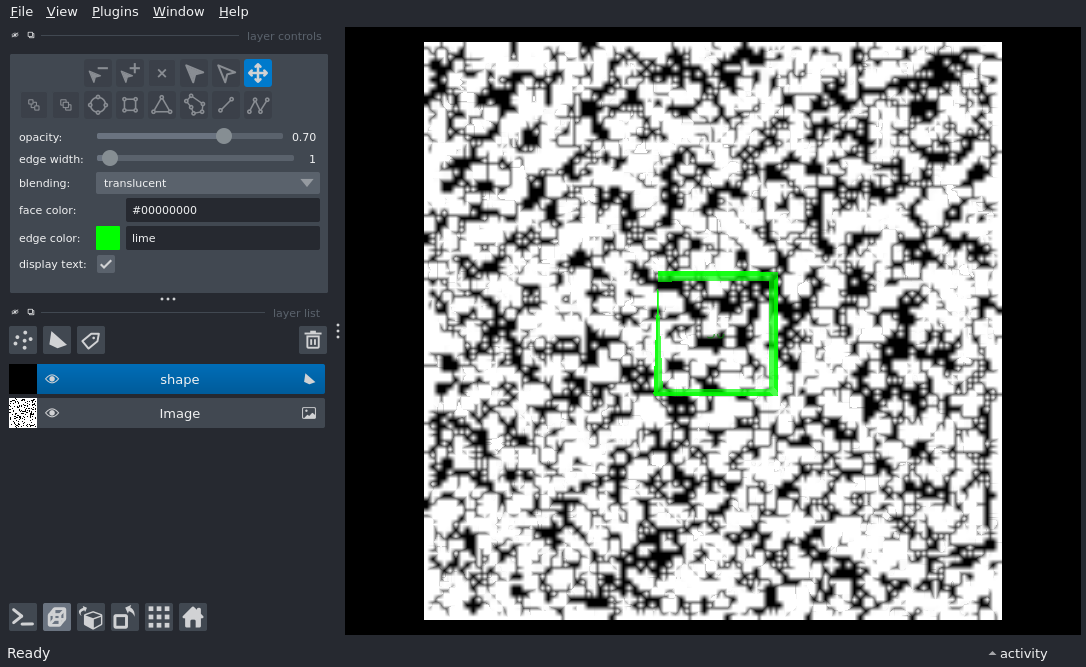 File View Plugins Window Help
layer controls
opacity: 0.70
edge width: 1
blending: translucent
face color: #00000000
edge color: lime
display text:
layer list
shape
Image
Ready activity